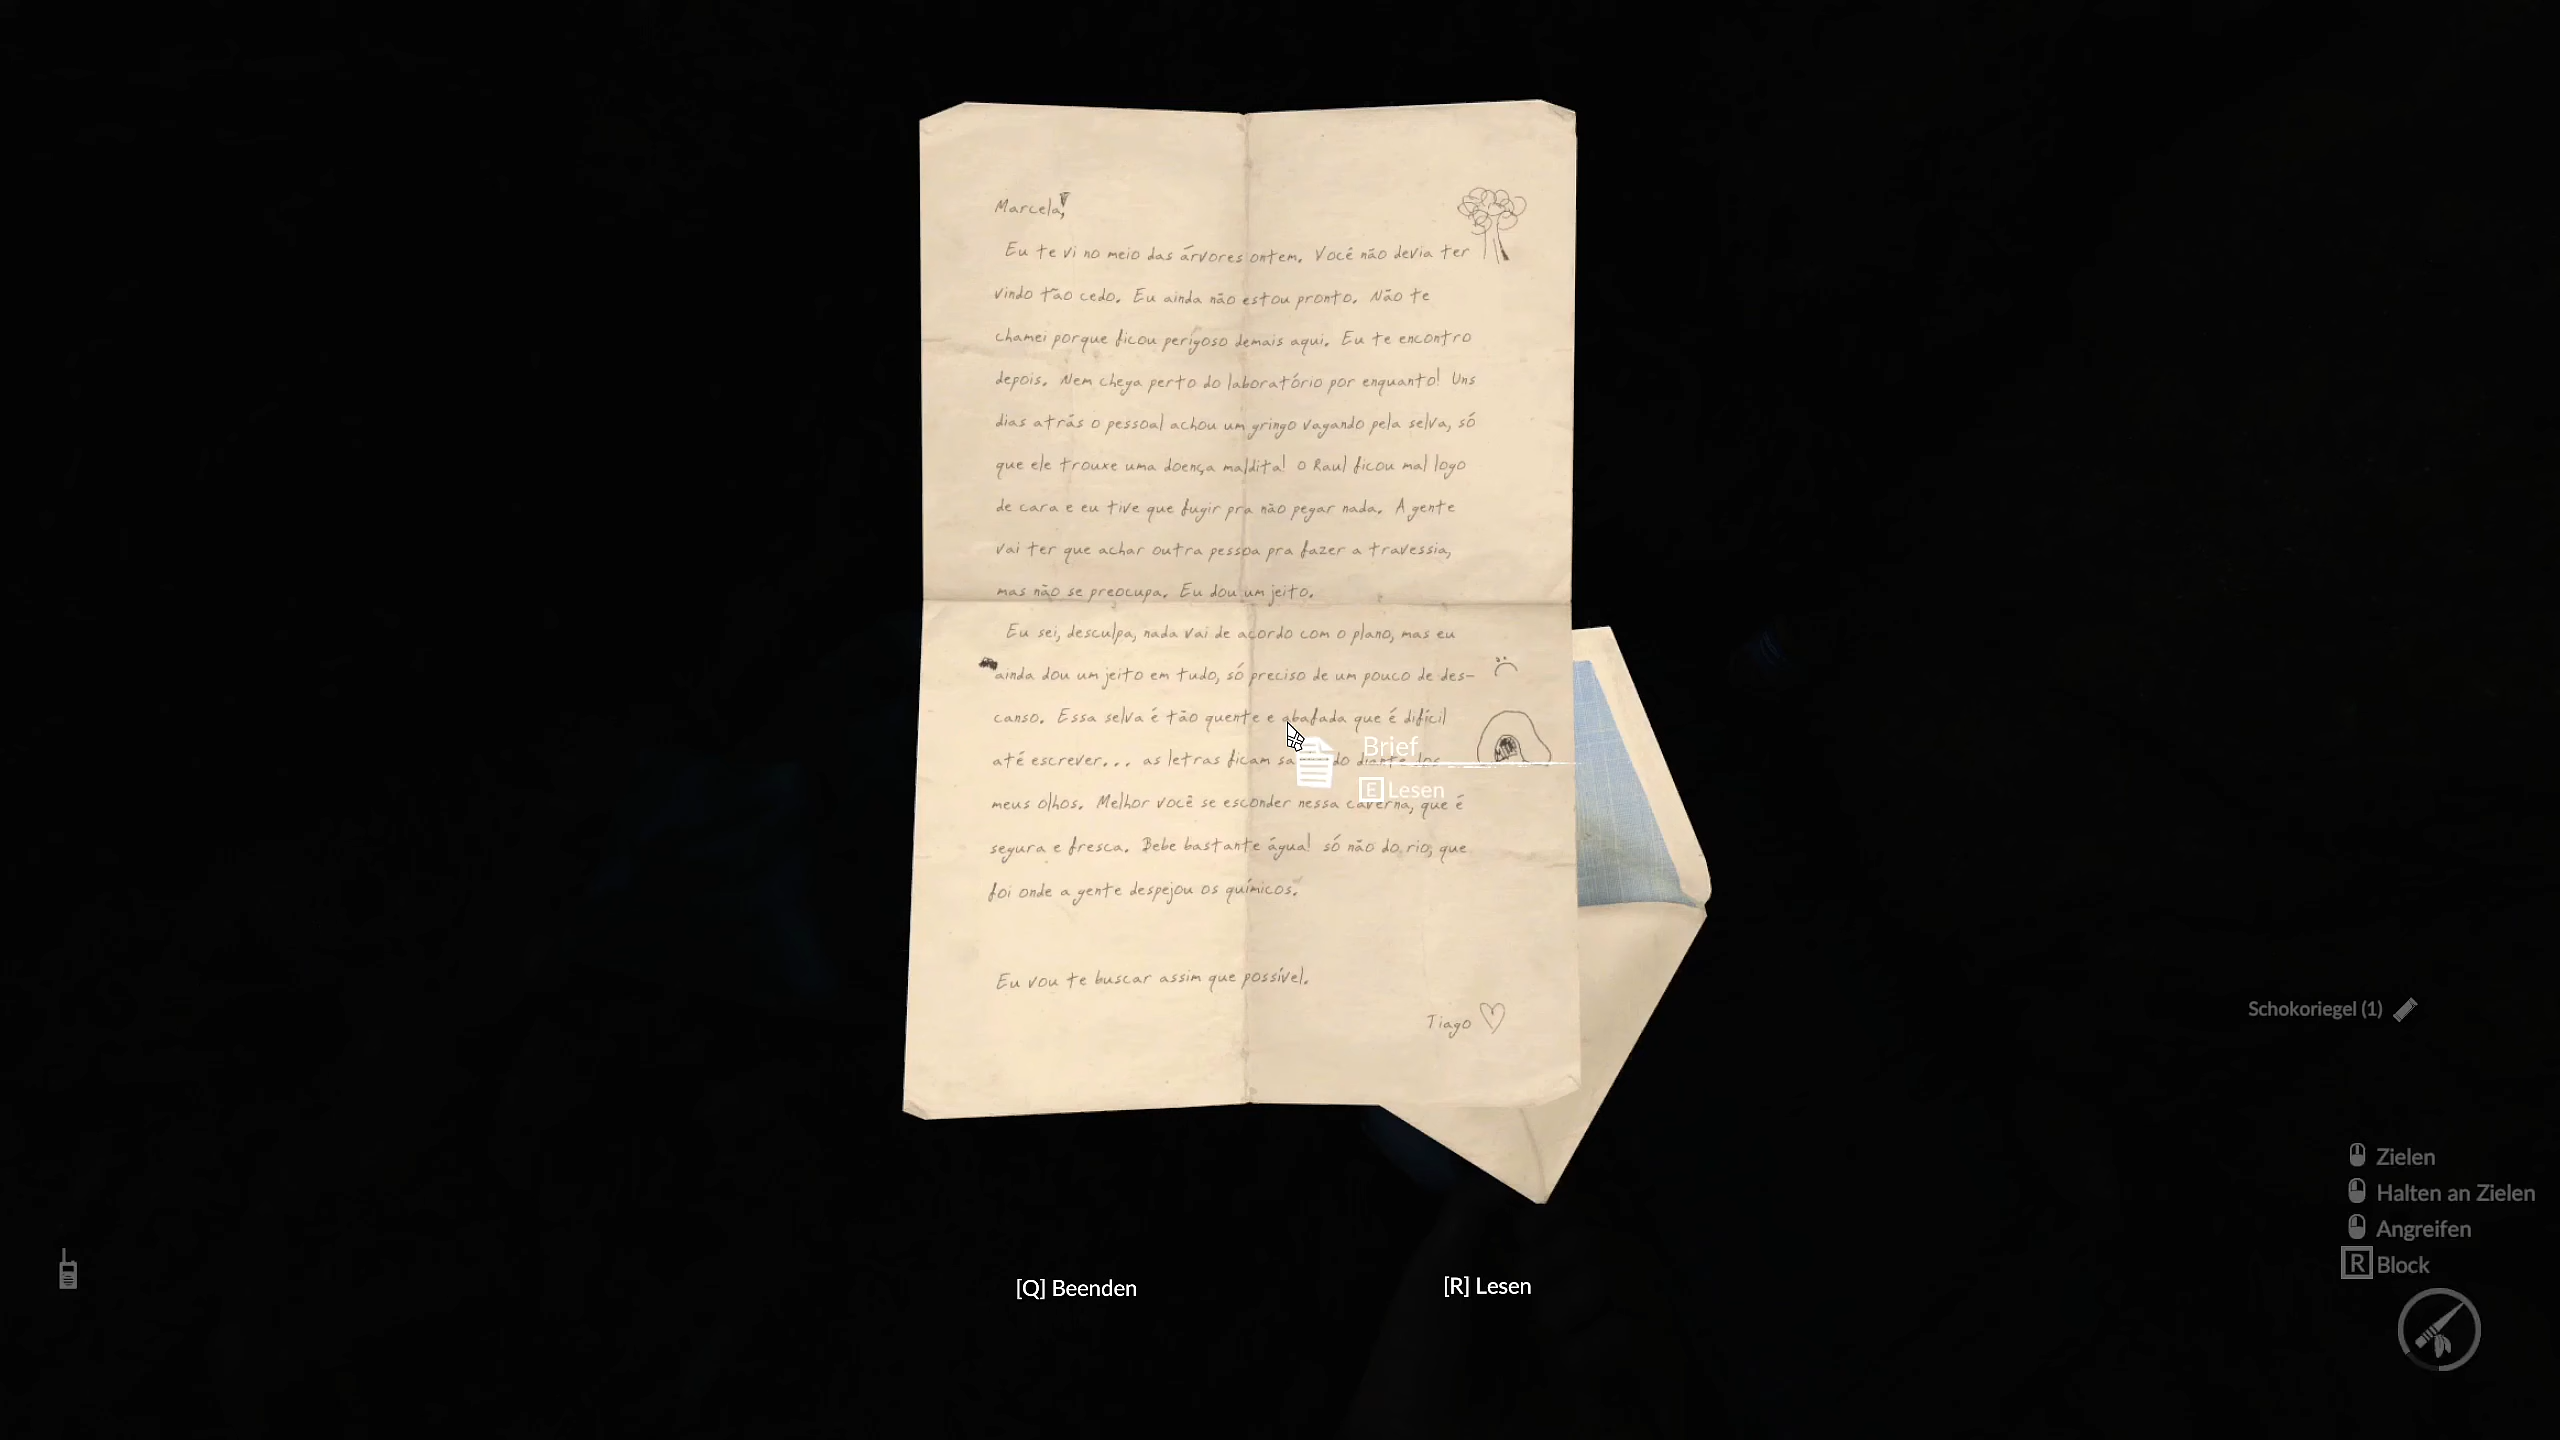 Marcela,
Eu te vi no meio das árvores ontem. Você não devia ter
vindo tão cedo. Eu ainda não estou pronto. Não te
chamei porque ficou perigoso demais aqui. Eu te encontro
depois. Nem chega perto do laboratório por enquanto! Uns
dias atrás o pessoal achou um gringo vagando pela selva, só
que ele trouxe uma doença maldita! O Raul ficou mal logo
de cara e eu tive que fugir pra não pegar nada. A gente
vai ter que achar outra pessoa pra fazer a travessia,
mas não se preocupa. Eu dou um jeito.
Eu sei, desculpa, nada vai de acordo com o plano, mas eu
ainda dou um jeito em tudo, só preciso de um pouco de des-
canso. Essa selva é tão quente e abafada que é difícil
até escrever... as letras ficam diante dos
meus olhos. Melhor você se esconder nessa caverna, que é
segura e fresca. Bebe bastante água! só não do rio, que
foi onde a gente despejou os químicos.
Eu vou te buscar assim que possível.
Tiago
Brief
E Lesen
Schokoriegel (1)
Zielen
Halten an Zielen
Angreifen
R Block
[Q] Beenden
[R] Lesen